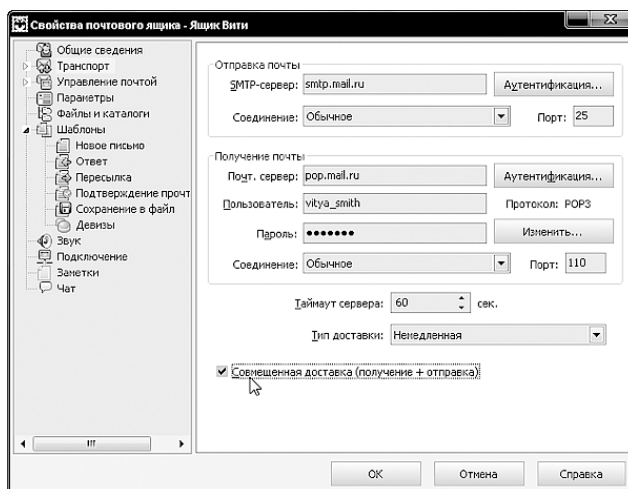 Свойства почтового ящика - Ящик Вити
Общие сведения
Транспорт
Управление почтой
Параметры
Файлы и каталоги
Шаблоны
Новое письмо
Ответ
Пересылка
Подтверждение прочт
Сохранение в файл
Девизы
Звук
Подключение
Заметки
Чат
Отправка почты
SMTP-сервер: smtp.mail.ru Аутентификация...
Соединение: Обычное Порт: 25
Получение почты
Почт. сервер: pop.mail.ru Аутентификация...
Пользователь: vitya_smith Протокол: POP3
Пароль: ●●●●●●● Изменить...
Соединение: Обычное Порт: 110
Таймаут сервера: 60 сек.
Тип доставки: Немедленная
Совмещенная доставка (получение + отправка)
OK Отмена Справка